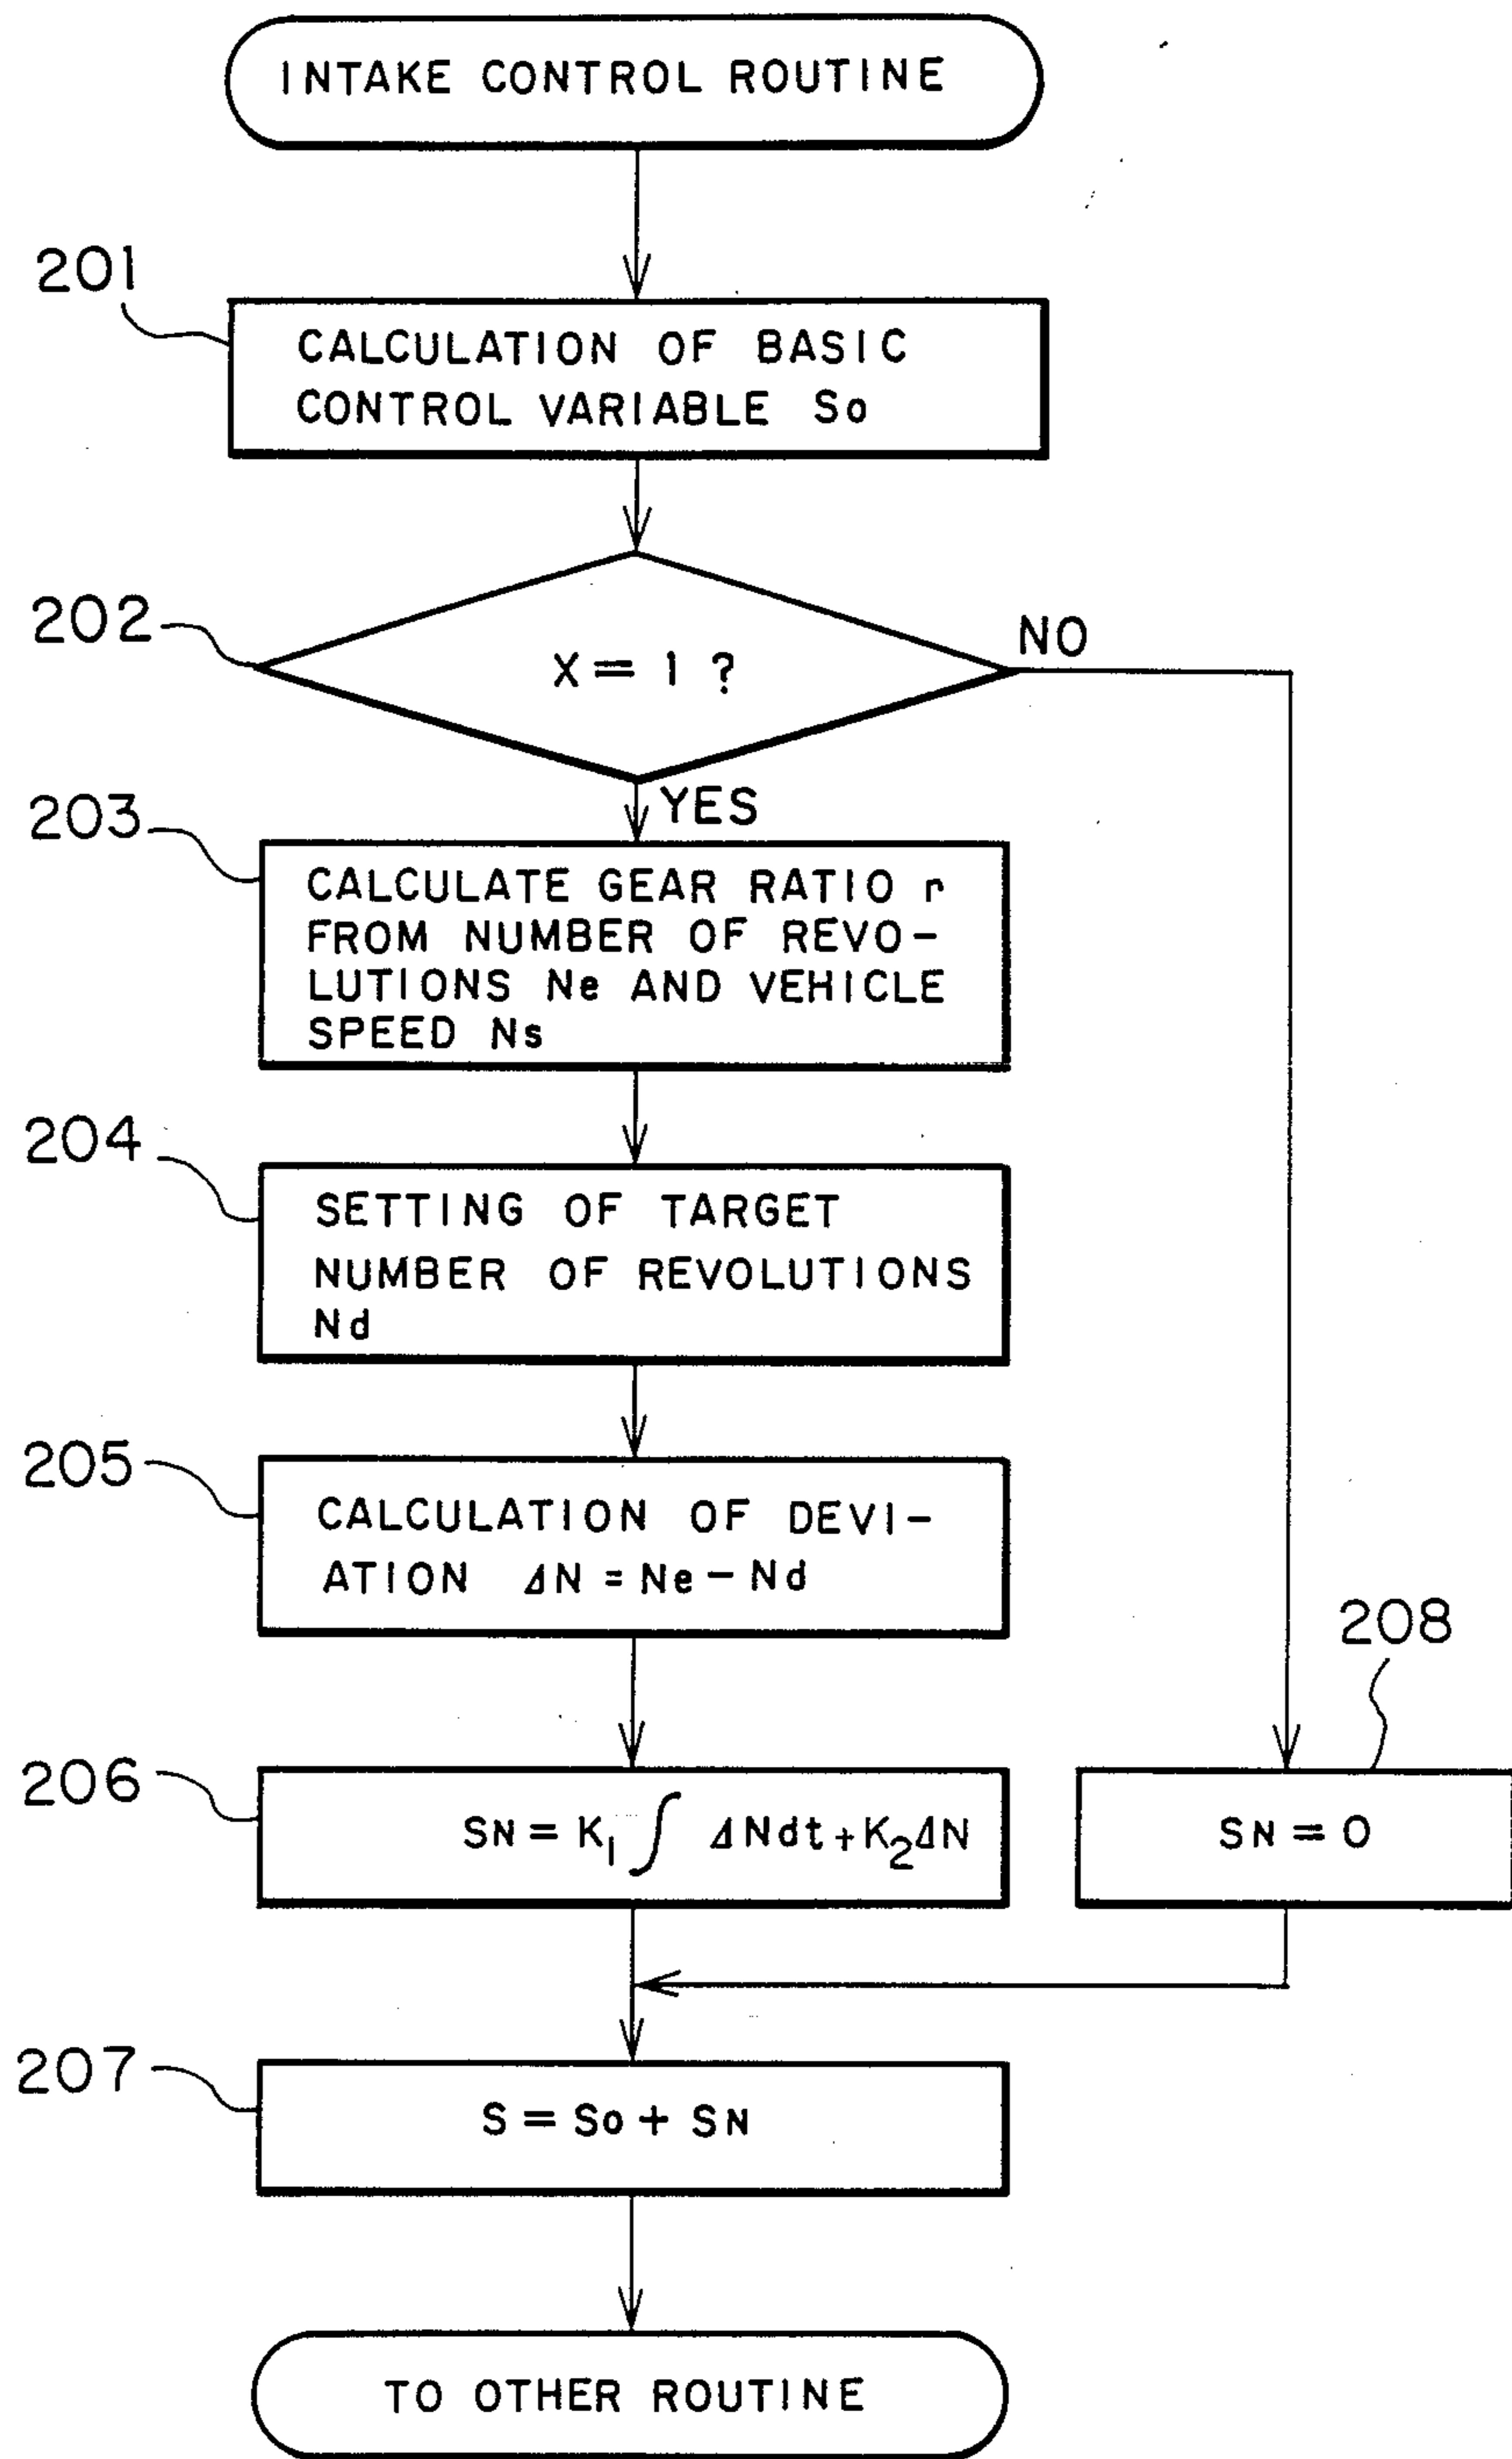 INTAKE CONTROL ROUTINE
201
CALCULATION OF BASIC
CONTROL VARIABLE So
202
X = 1 ?
NO
YES
203
CALCULATE GEAR RATIO r
FROM NUMBER OF REVO-
LUTIONS Ne AND VEHICLE
SPEED Ns
204
SETTING OF TARGET
NUMBER OF REVOLUTIONS
Nd
205
CALCULATION OF DEVI-
ATION ΔN = Ne - Nd
206
SN = K₁ ∫ ΔNdt + K₂ΔN
208
SN = 0
207
S = So + SN
TO OTHER ROUTINE